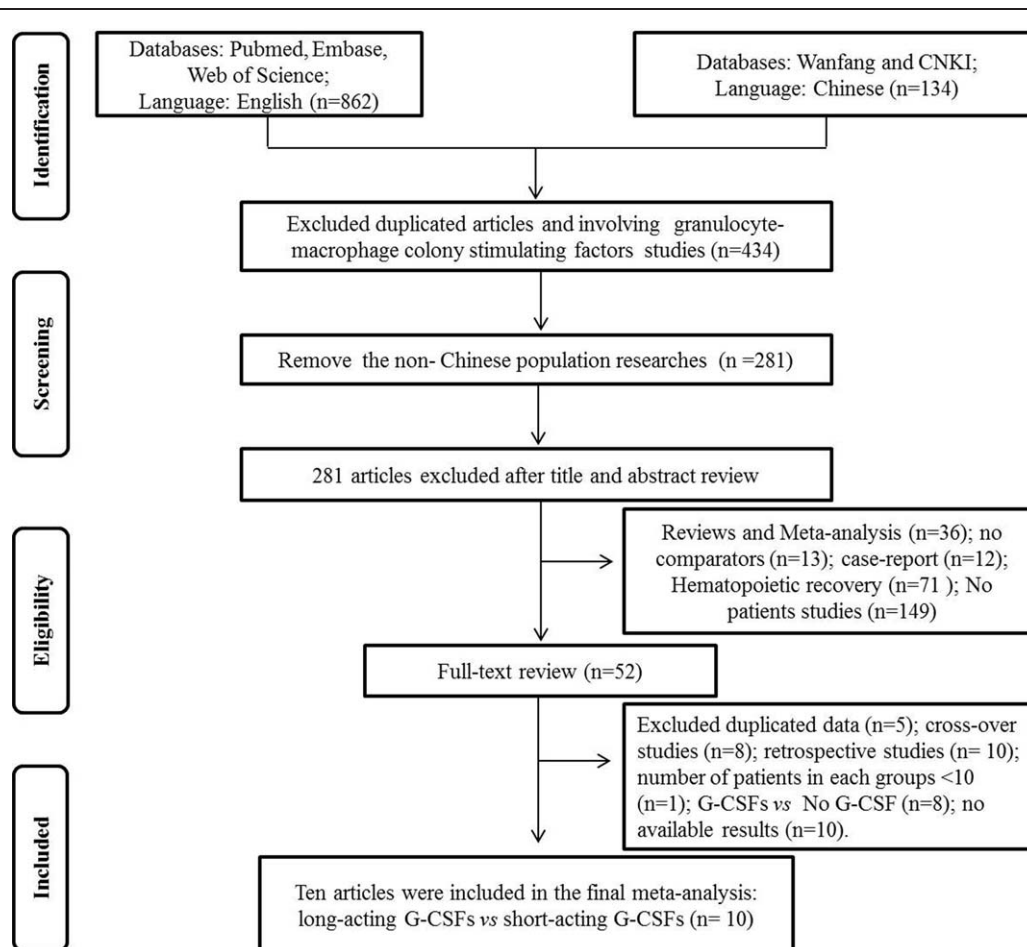 Identification
Databases: Pubmed, Embase,
Web of Science;
Language: English (n=862)
Databases: Wanfang and CNKI;
Language: Chinese (n=134)
Excluded duplicated articles and involving granulocyte-
macrophage colony stimulating factors studies (n=434)
Screening
Remove the non- Chinese population researches (n =281)
281 articles excluded after title and abstract review
Eligibility
Reviews and Meta-analysis (n=36); no
comparators (n=13); case-report (n=12);
Hematopoietic recovery (n=71 ); No
patients studies (n=149)
Full-text review (n=52)
Excluded duplicated data (n=5); cross-over
studies (n=8); retrospective studies (n= 10);
number of patients in each groups <10
(n=1); G-CSFs vs No G-CSF (n=8); no
available results (n=10).
Included
Ten articles were included in the final meta-analysis:
long-acting G-CSFs vs short-acting G-CSFs (n= 10)